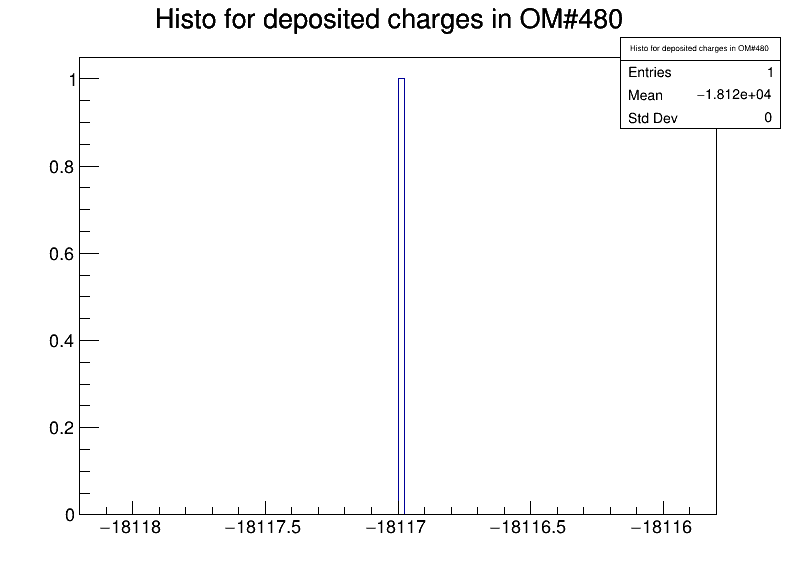 Histo for deposited charges in OM#480
Histo for deposited charges in OM#480
Entries 1
Mean −1.812e+04
Std Dev 0
1
0.8
0.6
0.4
0.2
0
−18118 −18117.5 −18117 −18116.5 −18116